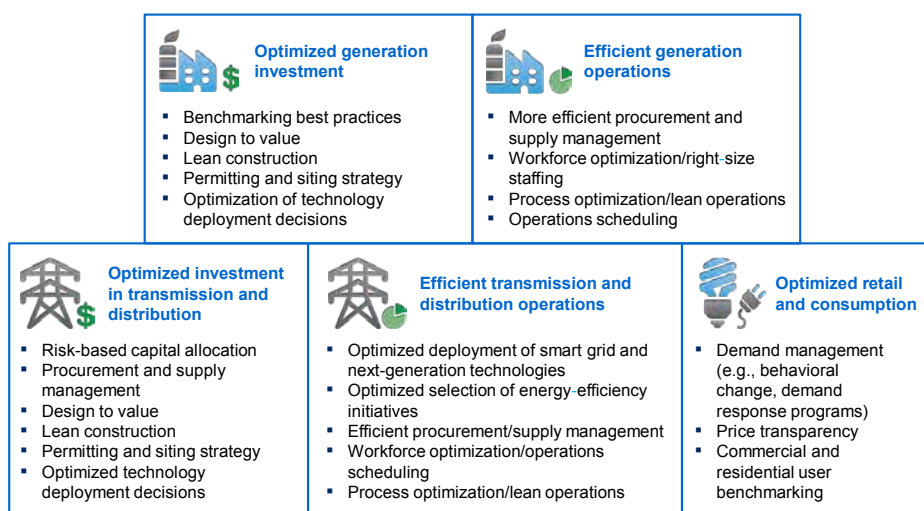 Optimized generation
investment
▪ Benchmarking best practices
▪ Design to value
▪ Lean construction
▪ Permitting and siting strategy
▪ Optimization of technology
deployment decisions
Efficient generation
operations
▪ More efficient procurement and
supply management
▪ Workforce optimization/right-size
staffing
▪ Process optimization/lean operations
▪ Operations scheduling
Optimized investment
in transmission and
distribution
▪ Risk-based capital allocation
▪ Procurement and supply
management
▪ Design to value
▪ Lean construction
▪ Permitting and siting strategy
▪ Optimized technology
deployment decisions
Efficient transmission and
distribution operations
▪ Optimized deployment of smart grid and
next-generation technologies
▪ Optimized selection of energy-efficiency
initiatives
▪ Efficient procurement/supply management
▪ Workforce optimization/operations
scheduling
▪ Process optimization/lean operations
Optimized retail
and consumption
▪ Demand management
(e.g., behavioral
change, demand
response programs)
▪ Price transparency
▪ Commercial and
residential user
benchmarking